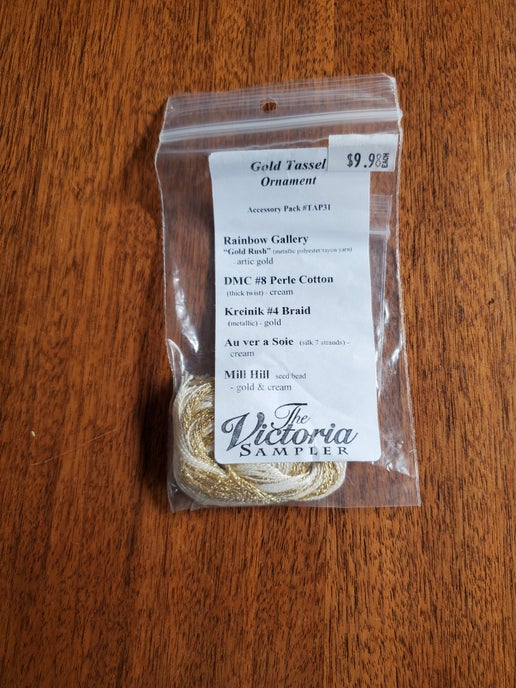 Gold Tassel
Ornament
$9.98
EACH
Accessory Pack #TAP31
Rainbow Gallery
"Gold Rush" (metallic polyester rayon yarn)
- artic gold
DMC #8 Perle Cotton
(thick twist) - cream
Kreinik #4 Braid
(metallic) - gold
Au ver a Soie (silk 7 strands) -
cream
Mill Hill seed bead
- gold & cream
The
Victoria
SAMPLER